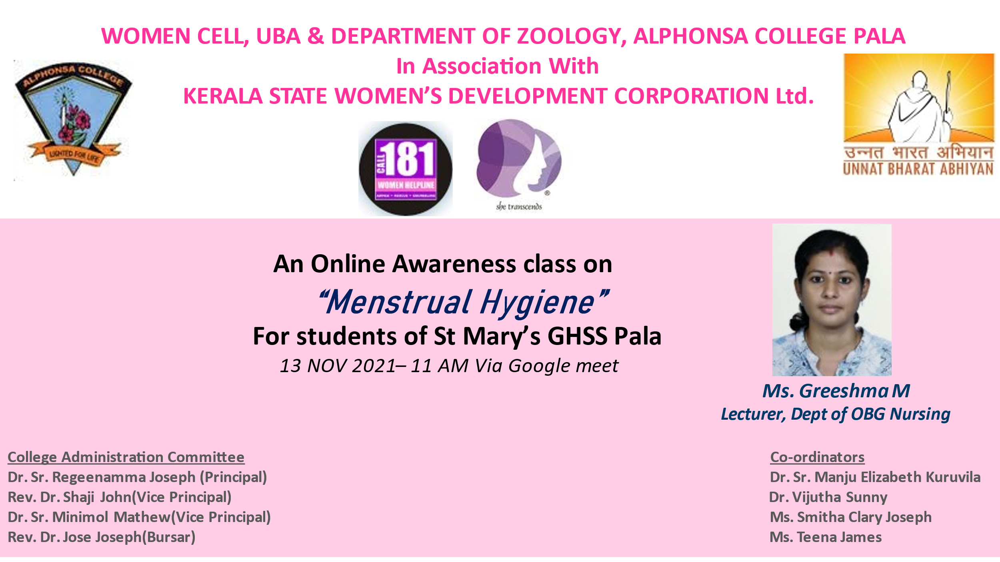 WOMEN CELL, UBA & DEPARTMENT OF ZOOLOGY, ALPHONSA COLLEGE PALA
In Association With
KERALA STATE WOMEN’S DEVELOPMENT CORPORATION Ltd.
ALPHONSA COLLEGE
LIGHTED FOR LIFE
CALL 181
WOMEN HELPLINE
®
she transcends
उन्नत भारत अभियान
UNNAT BHARAT ABHIYAN
An Online Awareness class on
“Menstrual Hygiene”
For students of St Mary’s GHSS Pala
13 NOV 2021– 11 AM Via Google meet
Ms. Greeshma M
Lecturer, Dept of OBG Nursing
College Administration Committee
Dr. Sr. Regeenamma Joseph (Principal)
Rev. Dr. Shaji John(Vice Principal)
Dr. Sr. Minimol Mathew(Vice Principal)
Rev. Dr. Jose Joseph(Bursar)
Co-ordinators
Dr. Sr. Manju Elizabeth Kuruvila
Dr. Vijutha Sunny
Ms. Smitha Clary Joseph
Ms. Teena James